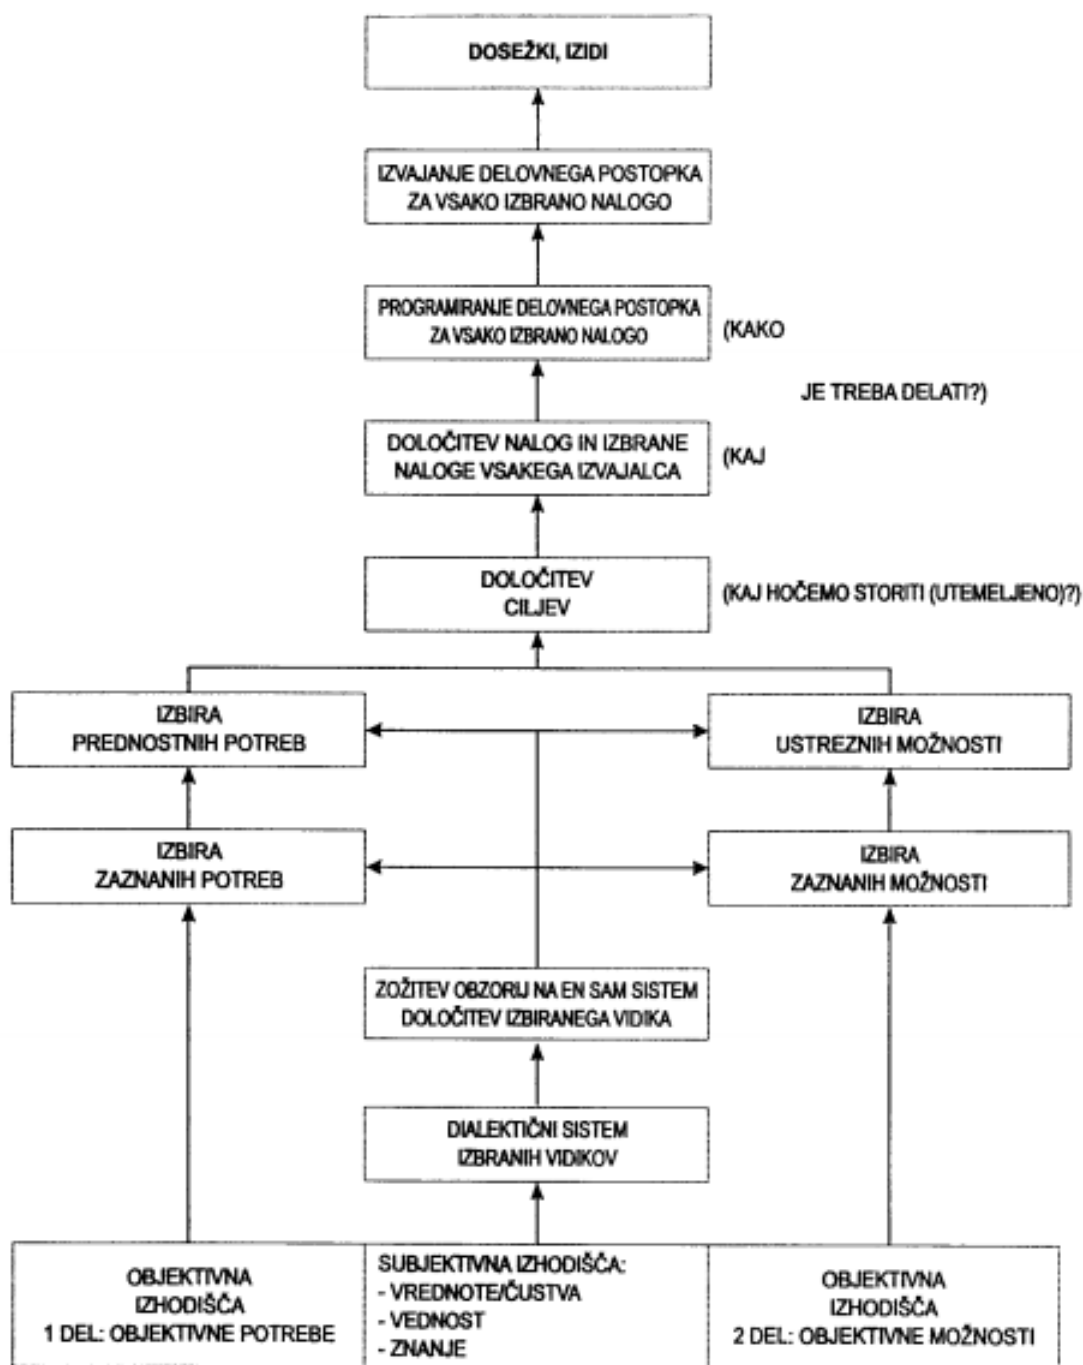 DOSEŽKI, IZIDI
IZVAJANJE DELOVNEGA POSTOPKA
ZA VSAKO IZBRANO NALOGO
PROGRAMIRANJE DELOVNEGA POSTOPKA
ZA VSAKO IZBRANO NALOGO
(KAKO
JE TREBA DELATI?)
DOLOČITEV NALOG IN IZBRANE
NALOGE VSAKEGA IZVAJALCA
(KAJ
DOLOČITEV
CILJEV
(KAJ HOČEMO STORITI (UTEMELJENO)?)
IZBIRA
PREDNOSTNIH POTREB
IZBIRA
USTREZNIH MOŽNOSTI
IZBIRA
ZAZNANIH POTREB
IZBIRA
ZAZNANIH MOŽNOSTI
ZOŽITEV OBZORIJ NA EN SAM SISTEM
DOLOČITEV IZBIRANEGA VIDIKA
DIALEKTIČNI SISTEM
IZBRANIH VIDIKOV
OBJEKTIVNA
IZHODIŠČA
1 DEL: OBJEKTIVNE POTREBE
SUBJEKTIVNA IZHODIŠČA:
- VREDNOTE/ČUSTVA
- VEDNOST
- ZNANJE
OBJEKTIVNA
IZHODIŠČA
2 DEL: OBJEKTIVNE MOŽNOSTI